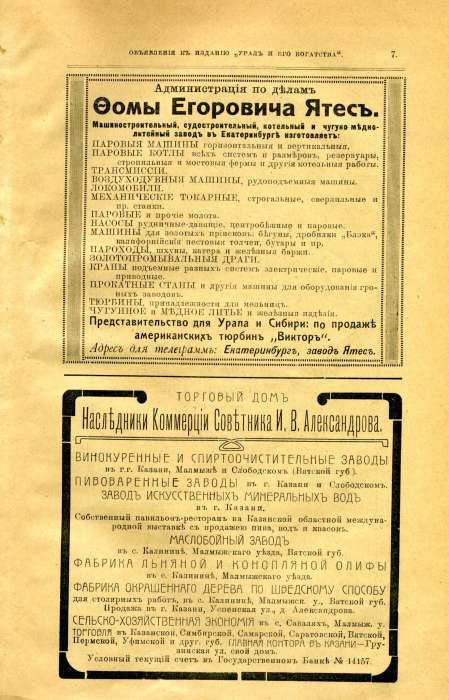 ОБЪЯВЛЕНІЯ КЪ ИЗДАНІЮ „УРАЛЪ И ЕГО БОГАТСТВА“. 7.
Администрація по дѣламъ
Ѳомы Егоровича Ятесъ.
Машиностроительный, судостроительный, котельный и чугуно мѣдно-
литейный заводъ въ Екатеринбургѣ изготовляетъ:
ПАРОВЫЯ МАШИНЫ горизонтальныя и вертикальныя.
ПАРОВЫЕ КОТЛЫ всѣхъ системъ и размѣровъ, резервуары,
стропильныя и мостовыя фермы и другія котельныя работы.
ТРАНСМИССІИ.
ВОЗДУХОДУВНЫЯ МАШИНЫ, рудоподъемныя машины.
ЛОКОМОБИЛИ.
МЕХАНИЧЕСКІЕ ТОКАРНЫЕ, строгальные, сверлильные и
пр. станки.
ПАРОВЫЕ и прочіе молота.
НАСОСЫ рудничные-давящіе, центробѣжные и паровые.
МАШИНЫ для золотыхъ пріисковъ: бѣгуны, дробилки „Блэка“,
калифорнійскія пестовыя толчеи, бутары и пр.
ПАРОХОДЫ, шхуны, катера и желѣзныя баржи.
ЗОЛОТОПРОМЫВАЛЬНЫЯ ДРАГИ.
КРАНЫ подъемные разныхъ системъ электрическіе, паровые и
приводные.
ПРОКАТНЫЕ СТАНЫ и другія машины для оборудованія гор-
ныхъ заводовъ.
ТЮРБИНЫ, принадлежности для мельницъ.
ЧУГУННОЕ и МѢДНОЕ ЛИТЬЕ и желѣзныя издѣлія.
Представительство для Урала и Сибири: по продажѣ
американскихъ тюрбинъ „Викторъ“.
Адресъ для телеграммъ: Екатеринбургъ, заводъ Ятесъ.
ТОРГОВЫЙ ДОМЪ
Наслѣдники Коммерціи Совѣтника И. В. Александрова.
ВИНОКУРЕННЫЕ И СПИРТООЧИСТИТЕЛЬНЫЕ ЗАВОДЫ
въ г.г. Казани, Малмыжѣ и Слободскомъ (Вятской губ).
ПИВОВАРЕННЫЕ ЗАВОДЫ въ г. Казани и Слободскомъ.
ЗАВОДЪ ИСКУССТВЕННЫХЪ МИНЕРАЛЬНЫХЪ ВОДЪ
въ г. Казани.
Собственный павильонъ-ресторанъ на Казанской областной междуна-
родной выставкѣ съ продажею пива, водъ и квасовъ.
МАСЛОБОЙНЫЙ ЗАВОДЪ
въ с. Калининѣ, Малмыжскаго уѣзда, Вятской губ.
ФАБРИКА ЛЬНЯНОЙ И КОНОПЛЯНОЙ ОЛИФЫ
въ с. Калининѣ, Малмыжскаго уѣзда.
ФАБРИКА ОКРАШЕННАГО ДЕРЕВА ПО ШВЕДСКОМУ СПОСОБУ
для столярныхъ работъ, въ с. Калининѣ, Малмыжск. у., Вятской губ.
Продажа въ г. Казани, Успенская ул., д. Александрова.
СЕЛЬСКО-ХОЗЯЙСТВЕННАЯ ЭКОНОМІЯ въ с. Савалихъ, Малмыж. у.
ТОРГОВЛЯ въ Казанской, Симбирской, Самарской, Саратовской, Вятской,
Пермской, Уфимской и друг. губ. ГЛАВНАЯ КОНТОРА ВЪ КАЗАНИ—Гру-
зинская ул. свой домъ.
Условный текущій счетъ въ Государственномъ Банкѣ № 14157.